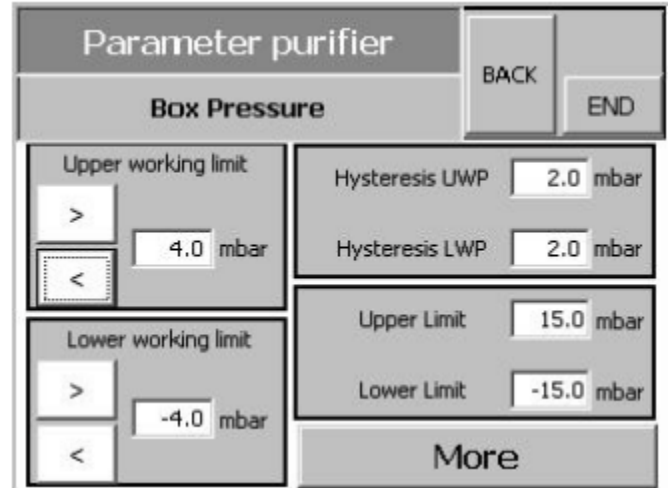 Parameter purifier
BACK
END
Box Pressure
Upper working limit
>
4.0 mbar
<
Lower working limit
>
-4.0 mbar
<
Hysteresis UWP 2.0 mbar
Hysteresis LWP 2.0 mbar
Upper Limit 15.0 mbar
Lower Limit -15.0 mbar
More